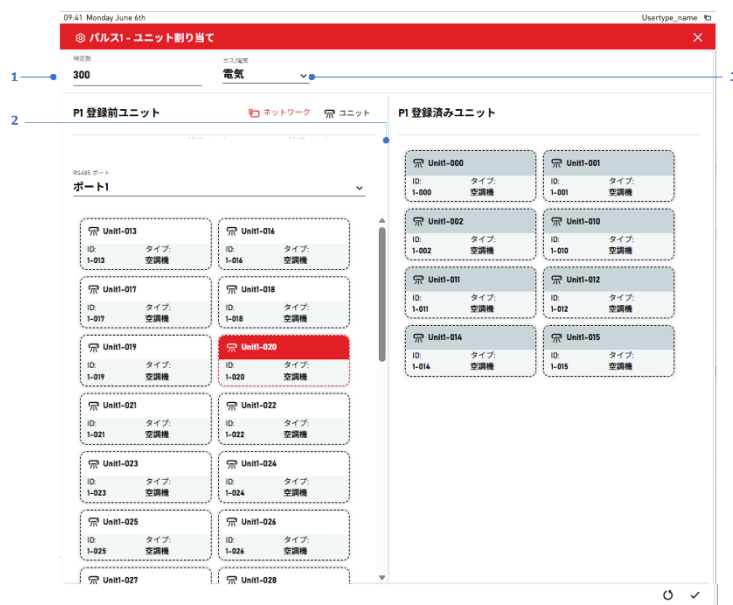 09:41 Monday June 6th
Usertype_name
パルス1 - ユニット割り当て
時定数
ガス/電気
1
300
電気
P1 登録前ユニット
ネットワーク
ユニット
P1 登録済みユニット
2
RS485 ポート
ポート1
Unit1-013
ID:
タイプ:
1-013
空調機
Unit1-016
ID:
タイプ:
1-016
空調機
Unit1-017
ID:
タイプ:
1-017
空調機
Unit1-018
ID:
タイプ:
1-018
空調機
Unit1-019
ID:
タイプ:
1-019
空調機
Unit1-020
ID:
タイプ:
1-020
空調機
Unit1-021
ID:
タイプ:
1-021
空調機
Unit1-022
ID:
タイプ:
1-022
空調機
Unit1-023
ID:
タイプ:
1-023
空調機
Unit1-024
ID:
タイプ:
1-024
空調機
Unit1-025
ID:
タイプ:
1-025
空調機
Unit1-026
ID:
タイプ:
1-026
空調機
Unit1-027
Unit1-028
Unit1-000
ID:
タイプ:
1-000
空調機
Unit1-001
ID:
タイプ:
1-001
空調機
Unit1-002
ID:
タイプ:
1-002
空調機
Unit1-010
ID:
タイプ:
1-010
空調機
Unit1-011
ID:
タイプ:
1-011
空調機
Unit1-012
ID:
タイプ:
1-012
空調機
Unit1-014
ID:
タイプ:
1-014
空調機
Unit1-015
ID:
タイプ:
1-015
空調機